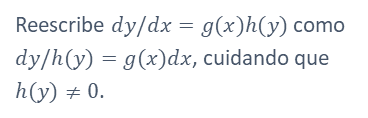 Reescribe dy/dx = g(x)h(y) como
dy/h(y) = g(x)dx, cuidando que
h(y) ≠ 0.